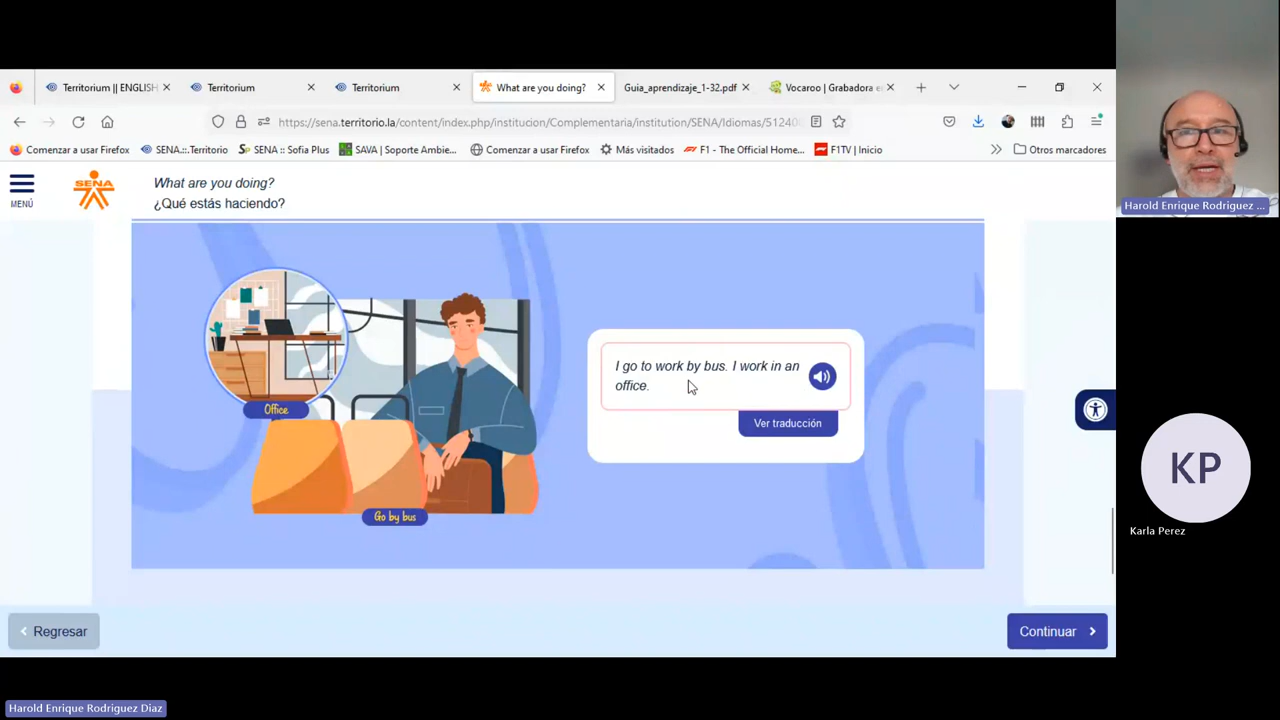 Territorium || ENGLISH
Territorium
Territorium
What are you doing?
Guia_aprendizaje_1-32.pdf
Vocaroo | Grabadora
https://sena.territorio.la/content/index.php/institucion/Complementaria/institution/SENA/Idiomas/51240
Comenzar a usar Firefox
SENA.::.Territorio
SENA :: Sofia Plus
SAVA | Soporte Ambie...
Comenzar a usar Firefox
Más visitados
F1 - The Official Home...
F1TV | Inicio
Otros marcadores
MENÚ
SENA
What are you doing?
¿Qué estás haciendo?
Office
Go by bus
I go to work by bus. I work in an
office.
Ver traducción
Regresar
Continuar
Harold Enrique Rodriguez ...
KP
Karla Perez
Harold Enrique Rodriguez Diaz